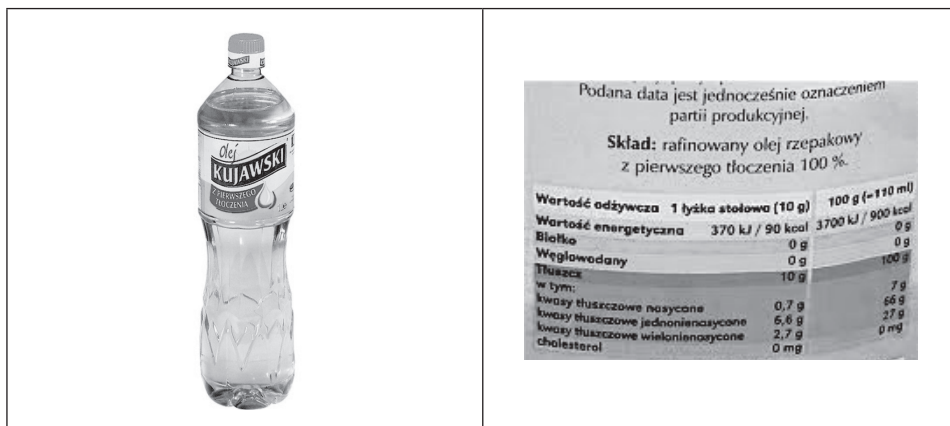 Olej
KUJAWSKI
Z PIERWSZEGO
TŁOCZENIA
Podana data jest jednocześnie oznaczeniem
partii produkcyjnej.
Skład: rafinowany olej rzepakowy
z pierwszego tłoczenia 100 %.
Wartość odżywcza 1 łyżka stołowa (10 g) 100 g (=110 ml)
Wartość energetyczna 370 kJ / 90 kcal 3700 kJ / 900 kcal
Białko 0 g 0 g
Węglowodany 0 g 0 g
Tłuszcz 10 g 100 g
w tym:
kwasy tłuszczowe nasycone 0,7 g 7 g
kwasy tłuszczowe jednonienasycone 6,6 g 66 g
kwasy tłuszczowe wielonienasycone 2,7 g 27 g
cholesterol 0 mg 0 mg